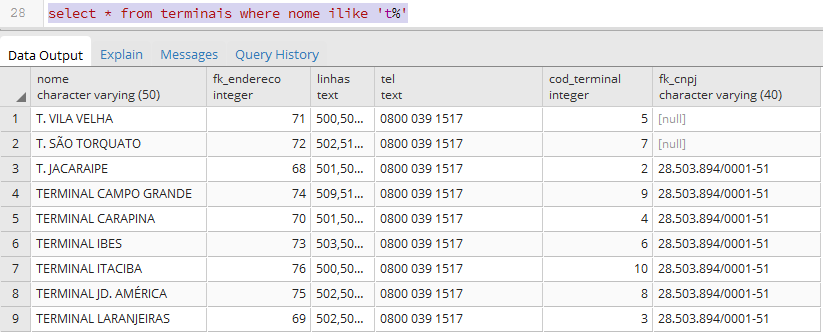 28 select * from terminais where nome ilike 't%'
Data Output Explain Messages Query History
nome fk_endereco linhas tel cod_terminal fk_cnpj
character varying (50) integer text text integer character varying (40)
1 T. VILA VELHA 71 500,50... 0800 039 1517 5 [null]
2 T. SÃO TORQUATO 72 502,51... 0800 039 1517 7 [null]
3 T. JACARAIPE 68 501,50... 0800 039 1517 2 28.503.894/0001-51
4 TERMINAL CAMPO GRANDE 74 509,51... 0800 039 1517 9 28.503.894/0001-51
5 TERMINAL CARAPINA 70 501,50... 0800 039 1517 4 28.503.894/0001-51
6 TERMINAL IBES 73 503,50... 0800 039 1517 6 28.503.894/0001-51
7 TERMINAL ITACIBA 76 500,50... 0800 039 1517 10 28.503.894/0001-51
8 TERMINAL JD. AMÉRICA 75 502,50... 0800 039 1517 8 28.503.894/0001-51
9 TERMINAL LARANJEIRAS 69 502,50... 0800 039 1517 3 28.503.894/0001-51